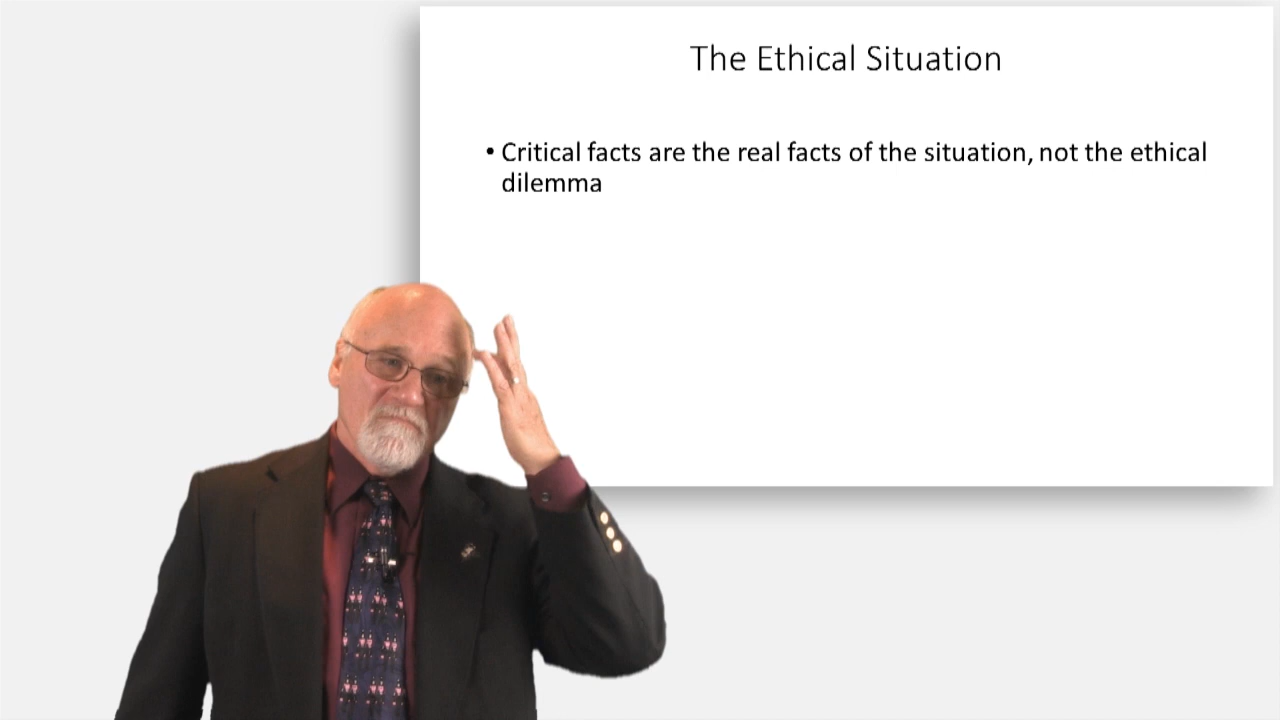 The Ethical Situation
• Critical facts are the real facts of the situation, not the ethical
dilemma